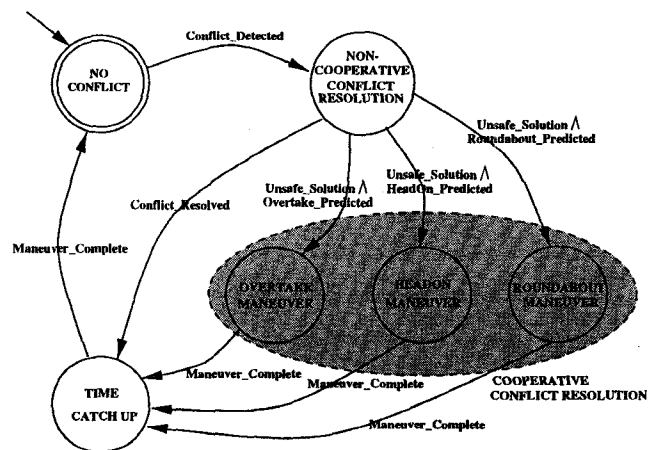 Conflict_Detected
NO
CONFLICT
NON-
COOPERATIVE
CONFLICT
RESOLUTION
Unsafe_Solution /\
Roundabout_Predicted
Unsafe_Solution /\
Overtake_Predicted
Unsafe_Solution /\
HeadOn_Predicted
Conflict_Resolved
Maneuver_Complete
OVERTAKE
MANEUVER
HEADON
MANEUVER
ROUNDABOUT
MANEUVER
Maneuver_Complete
Maneuver_Complete
COOPERATIVE
CONFLICT RESOLUTION
TIME
CATCH UP
Maneuver_Complete